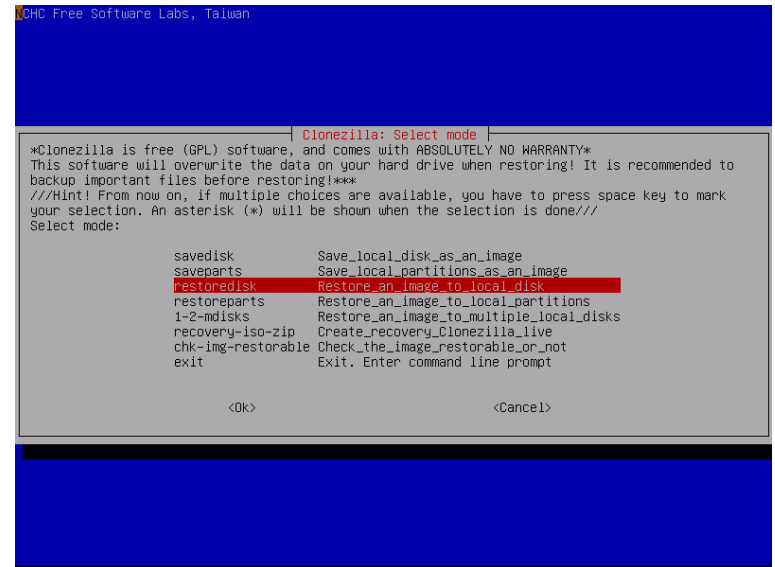 NCHC Free Software Labs, Taiwan
Clonezilla: Select mode
*Clonezilla is free (GPL) software, and comes with ABSOLUTELY NO WARRANTY*
This software will overwrite the data on your hard drive when restoring! It is recommended to
backup important files before restoring!***
///Hint! From now on, if multiple choices are available, you have to press space key to mark
your selection. An asterisk (*) will be shown when the selection is done///
Select mode:
savedisk Save_local_disk_as_an_image
saveparts Save_local_partitions_as_an_image
restoredisk Restore_an_image_to_local_disk
restoreparts Restore_an_image_to_local_partitions
1-2-mdisks Restore_an_image_to_multiple_local_disks
recovery-iso-zip Create_recovery_Clonezilla_live
chk-img-restorable Check_the_image_restorable_or_not
exit Exit. Enter command line prompt
<Ok> <Cancel>